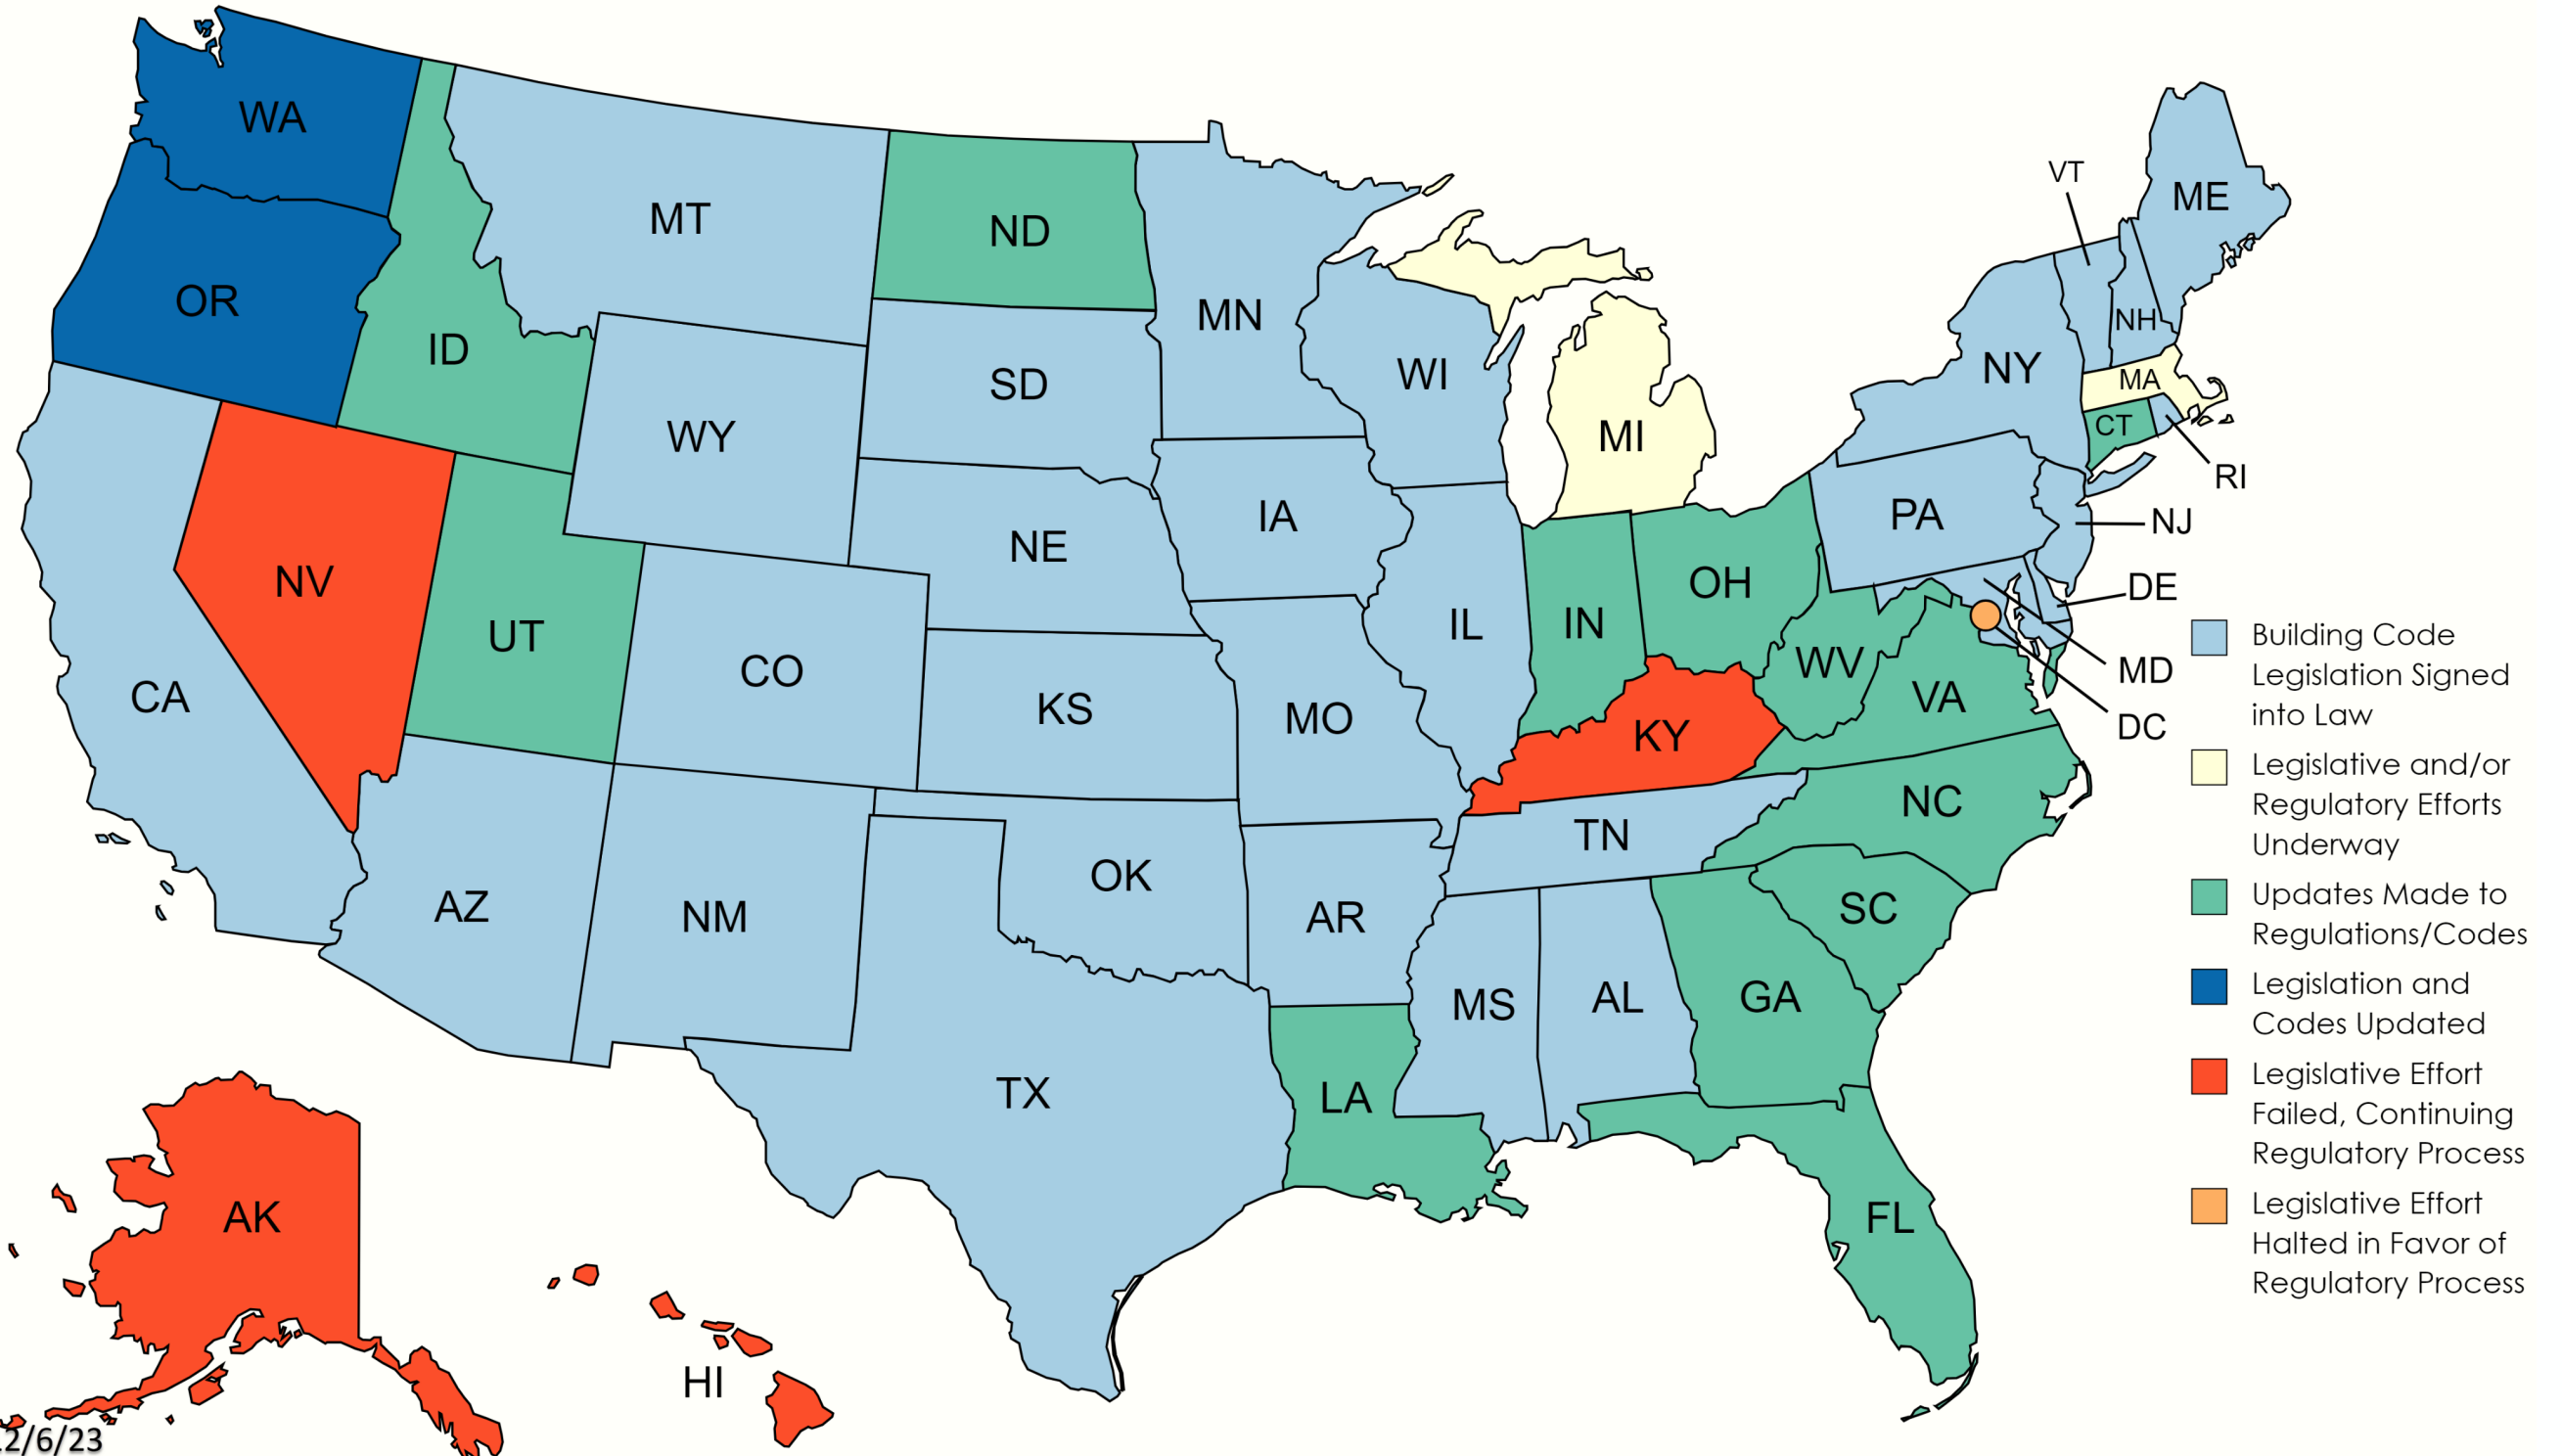 WA
OR
ID
MT
ND
MN
WI
MI
VT
ME
NH
NY
MA
CT
RI
SD
WY
NV
UT
CA
CO
NE
IA
IL
IN
OH
PA
NJ
DE
MD
DC
WV
VA
KY
KS
MO
TN
NC
SC
AZ
NM
OK
AR
MS
AL
GA
TX
LA
FL
AK
HI
Building Code
Legislation Signed
into Law
Legislative and/or
Regulatory Efforts
Underway
Updates Made to
Regulations/Codes
Legislation and
Codes Updated
Legislative Effort
Failed, Continuing
Regulatory Process
Legislative Effort
Halted in Favor of
Regulatory Process
2/6/23